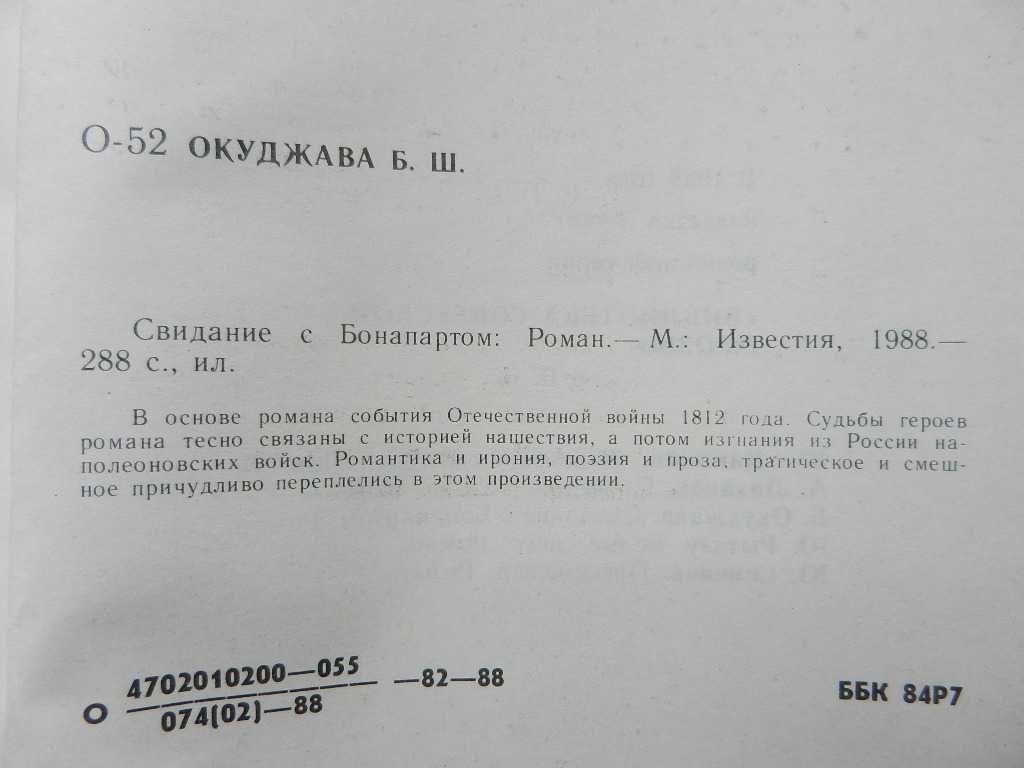 О-52 ОКУДЖАВА Б. Ш.
Свидание с Бонапартом: Роман.— М.: Известия, 1988.—
288 с., ил.
В основе романа события Отечественной войны 1812 года. Судьбы героев
романа тесно связаны с историей нашествия, а потом изгнания из России на-
полеоновских войск. Романтика и ирония, поэзия и проза, трагическое и смеш-
ное причудливо переплелись в этом произведении.
О 4702010200—055 —82—88
074(02)—88
ББК 84Р7